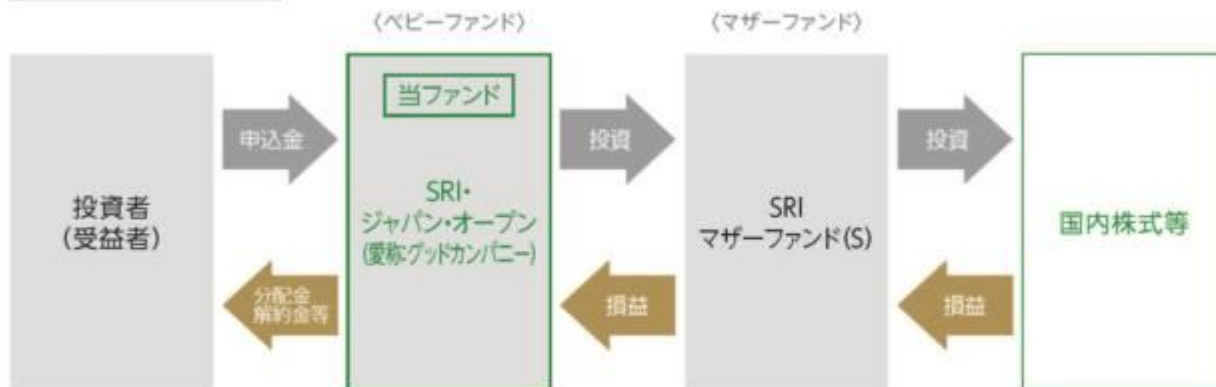 〈ベビーファンド〉
〈マザーファンド〉
投資者
(受益者)
申込金
分配金
解約金等
当ファンド
SRI・
ジャパン・オープン
(愛称:グッドカンパニー)
投資
損益
SRI
マザーファンド(S)
投資
損益
国内株式等